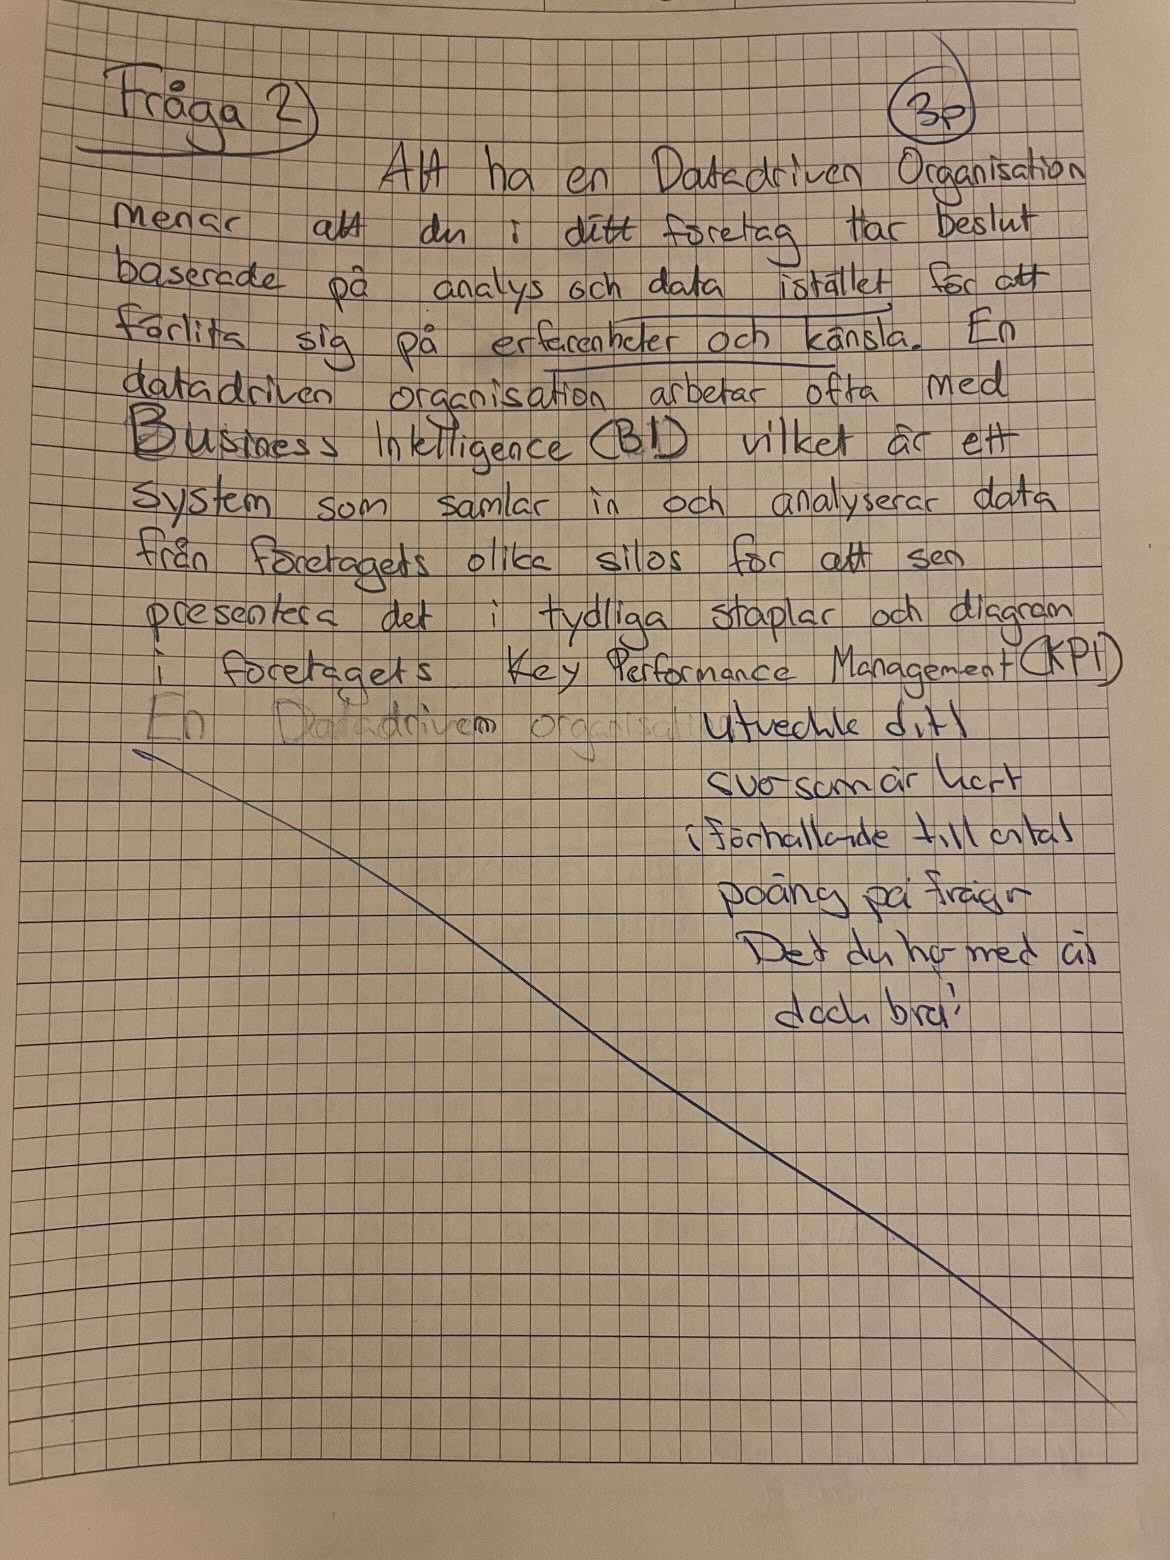 Fråga 2)
3p
Att ha en Datadriven Organisation
menar att du i ditt företag tar beslut
baserade på analys och data istället för att
förlita sig på erfarenheter och känsla. En
datadriven organisation arbetar ofta med
Business Intelligence (BI) vilket är ett
system som samlar in och analyserar data
från företagets olika silos för att sen
presentera det i tydliga staplar och diagram
i företagets Key Performance Management (KPI)
En Datadrivem organisat
Utveckla ditt
svar som är kort
i förhållande till antal
poäng på frågan
Det du har med är
dock bra!